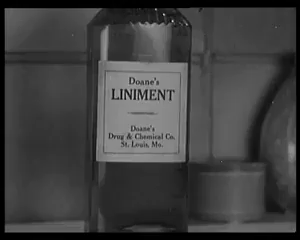 Doane's
LINIMENT
Doane's
Drug & Chemical Co.
St. Louis, Mo.